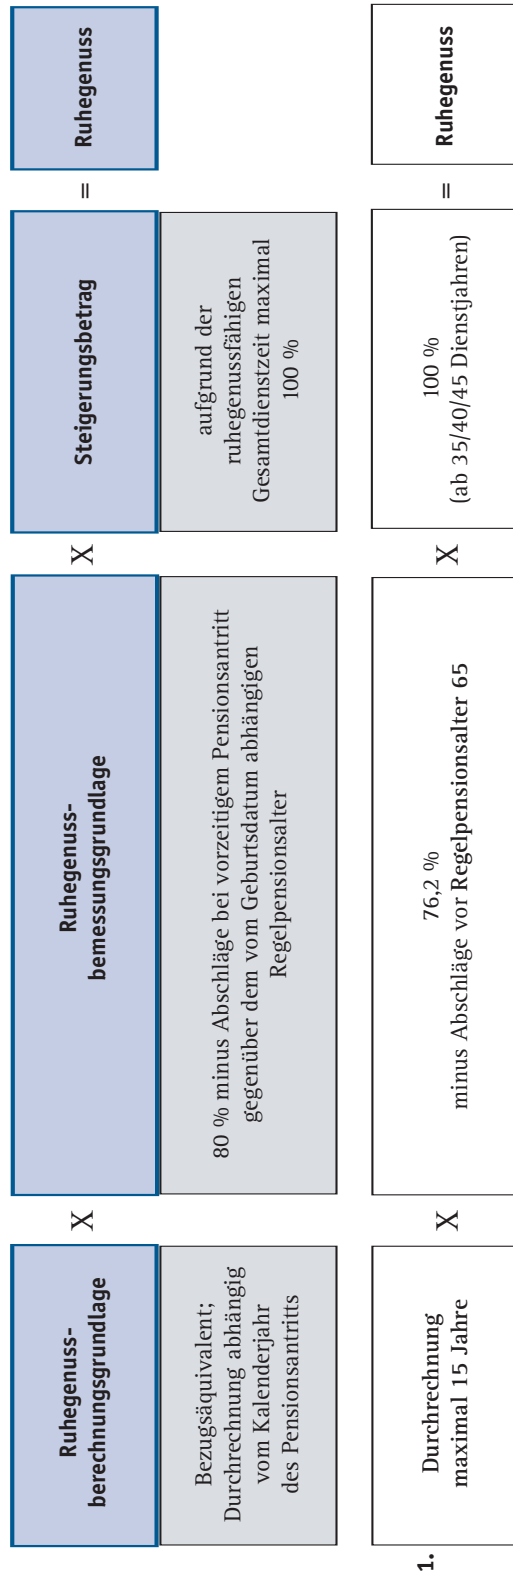 Ruhegenuss-
berechnungsgrundlage
X
Ruhegenuss-
bemessungsgrundlage
X
Steigerungsbetrag
=
Ruhegenuss
Bezugsäquivalent;
Durchrechnung abhängig
vom Kalenderjahr
des Pensionsantritts
80 % minus Abschläge bei vorzeitigem Pensionsantritt
gegenüber dem vom Geburtsdatum abhängigen
Regelpensionsalter
aufgrund der
ruhegenussfähigen
Gesamtdienstzeit maximal
100 %
1.
Durchrechnung
maximal 15 Jahre
X
76,2 %
minus Abschläge vor Regelpensionsalter 65
X
100 %
(ab 35/40/45 Dienstjahren)
=
Ruhegenuss